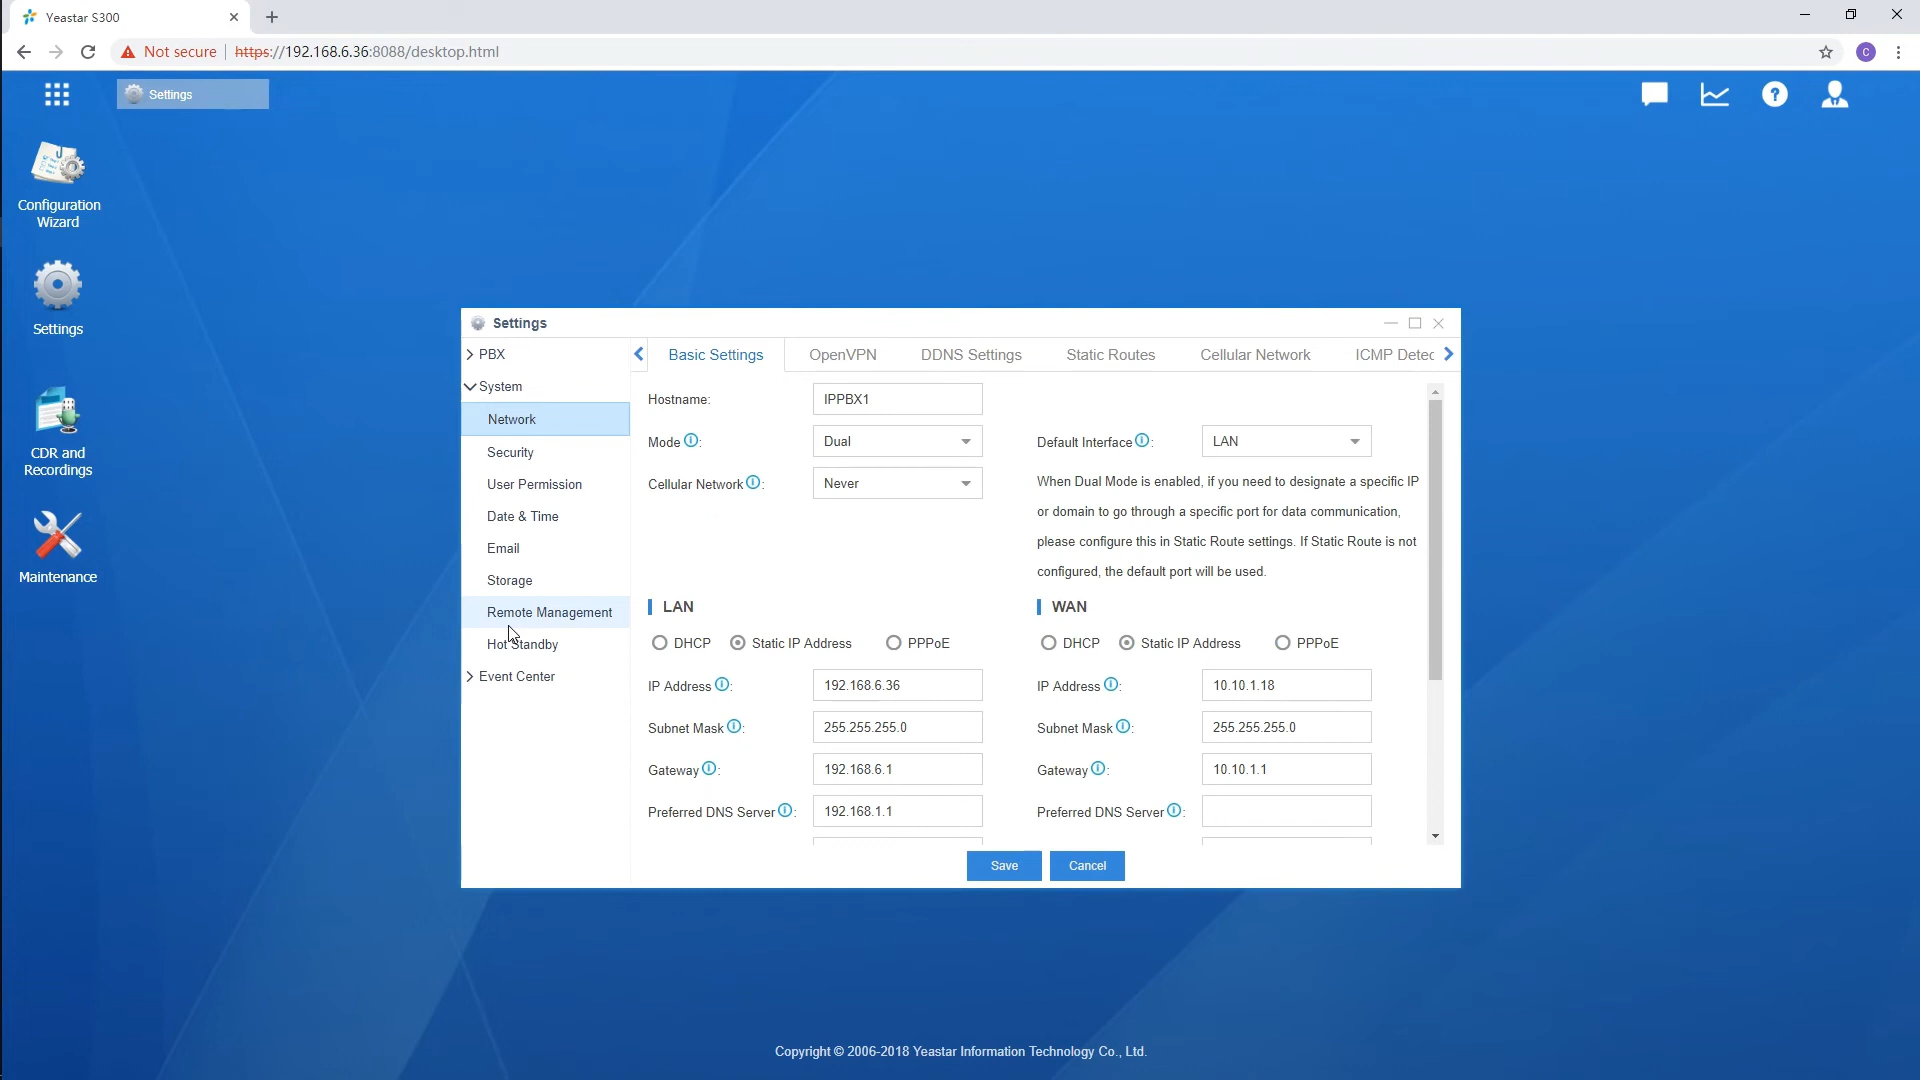 Yeastar S300
Not secure
https://192.168.6.36:8088/desktop.html
C
Settings
?
Configuration
Wizard
Settings
CDR and
Recordings
Maintenance
Settings
PBX
System
Network
Security
User Permission
Date & Time
Email
Storage
Remote Management
Hot Standby
Event Center
Basic Settings
OpenVPN
DDNS Settings
Static Routes
Cellular Network
ICMP Detec
Hostname:
IPPBX1
Mode :
Dual
Default Interface :
LAN
Cellular Network :
Never
When Dual Mode is enabled, if you need to designate a specific IP
or domain to go through a specific port for data communication,
please configure this in Static Route settings. If Static Route is not
configured, the default port will be used.
LAN
DHCP
Static IP Address
PPPoE
IP Address :
192.168.6.36
Subnet Mask :
255.255.255.0
Gateway :
192.168.6.1
Preferred DNS Server :
192.168.1.1
WAN
DHCP
Static IP Address
PPPoE
IP Address :
10.10.1.18
Subnet Mask :
255.255.255.0
Gateway :
10.10.1.1
Preferred DNS Server :
Save
Cancel
Copyright © 2006-2018 Yeastar Information Technology Co., Ltd.